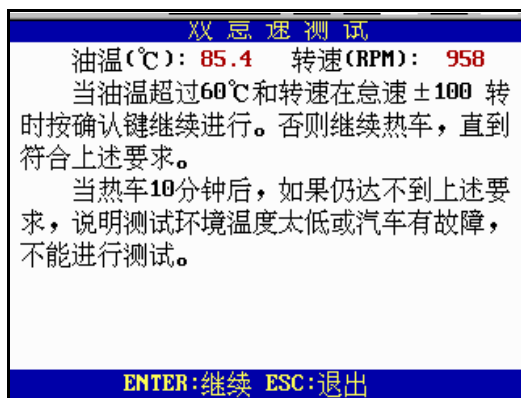 双怠速测试
油温(℃): 85.4 转速(RPM): 958
当油温超过60℃和转速在怠速±100 转
时按确认键继续进行。否则继续热车，直到
符合上述要求。
当热车10分钟后，如果仍达不到上述要
求，说明测试环境温度太低或汽车有故障，
不能进行测试。
ENTER:继续 ESC:退出